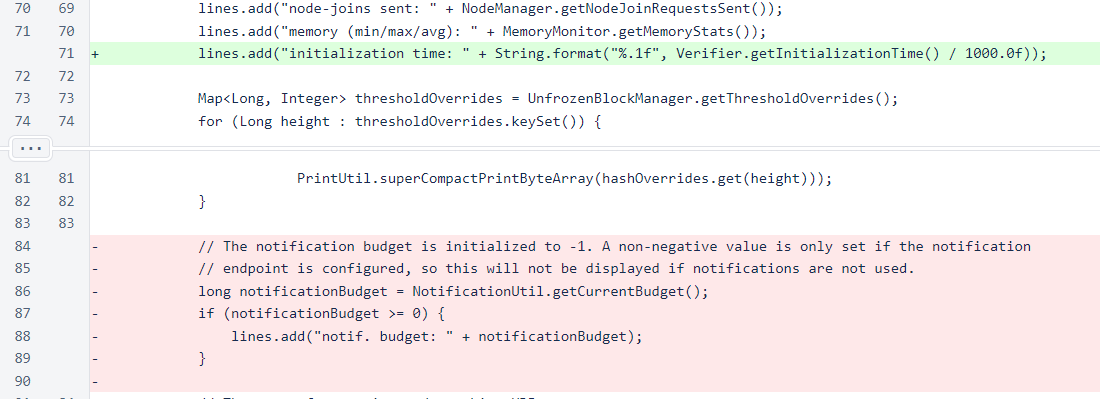 70 69 lines.add("node-joins sent: " + NodeManager.getNodeJoinRequestsSent());
71 70 lines.add("memory (min/max/avg): " + MemoryMonitor.getMemoryStats());
71 + lines.add("initialization time: " + String.format("%.1f", Verifier.getInitializationTime() / 1000.0f));
72 72
73 73 Map<Long, Integer> thresholdOverrides = UnfrozenBlockManager.getThresholdOverrides();
74 74 for (Long height : thresholdOverrides.keySet()) {
...
81 81 PrintUtil.superCompactPrintByteArray(hashOverrides.get(height)));
82 82 }
83 83
84 - // The notification budget is initialized to -1. A non-negative value is only set if the notification
85 - // endpoint is configured, so this will not be displayed if notifications are not used.
86 - long notificationBudget = NotificationUtil.getCurrentBudget();
87 - if (notificationBudget >= 0) {
88 - lines.add("notif. budget: " + notificationBudget);
89 - }
90 -